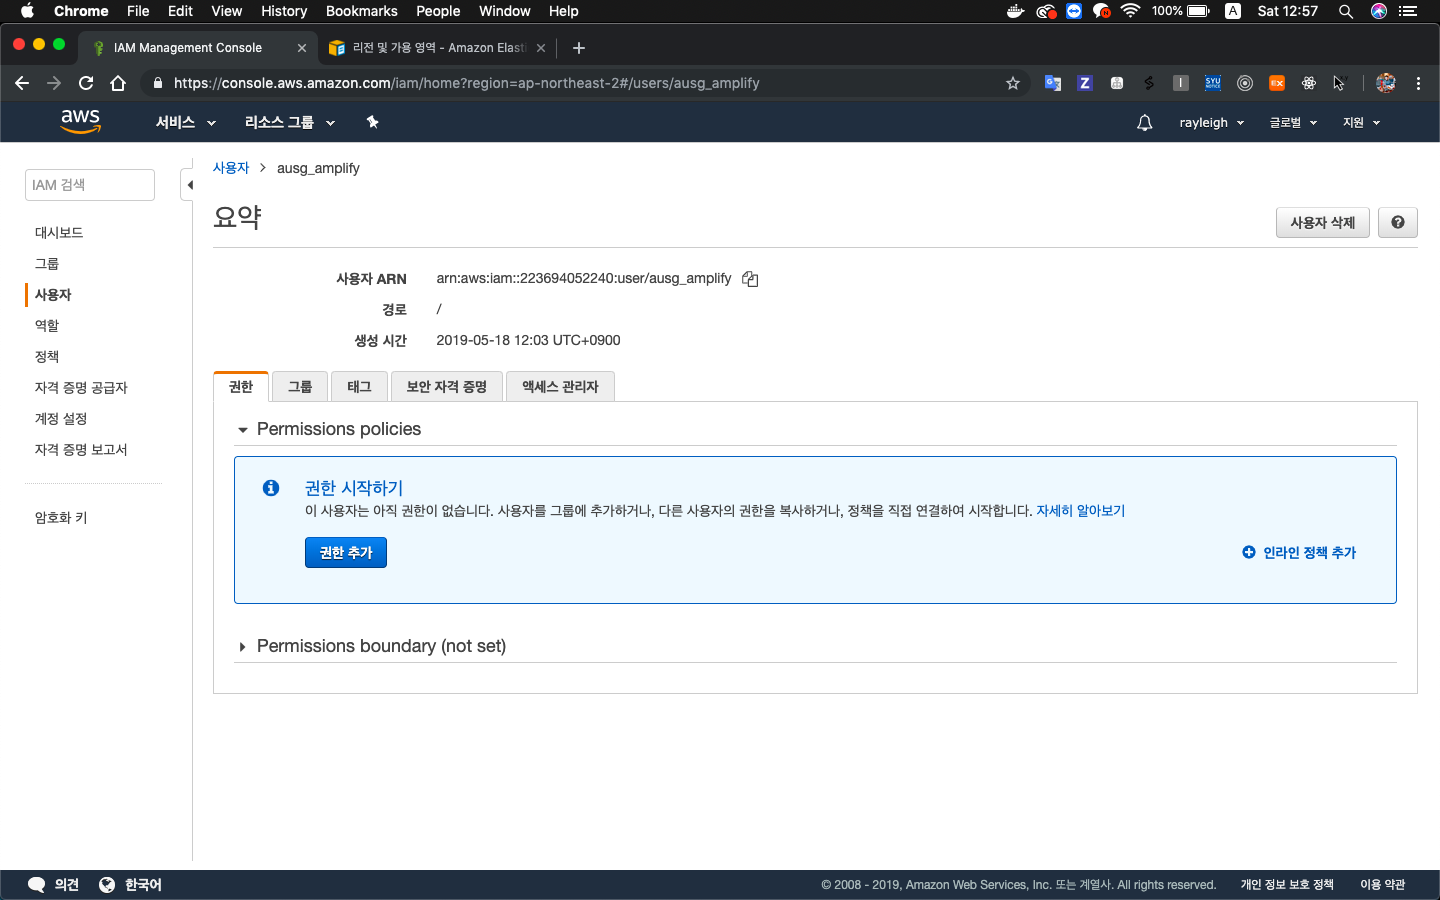 Chrome File Edit View History Bookmarks People Window Help 100% A Sat 12:57
IAM Management Console 리전 및 가용 영역 - Amazon Elasti
https://console.aws.amazon.com/iam/home?region=ap-northeast-2#/users/ausg_amplify
aws 서비스 리소스 그룹 rayleigh 글로벌 지원
IAM 검색
대시보드
그룹
사용자
역할
정책
자격 증명 공급자
계정 설정
자격 증명 보고서
암호화 키
사용자 > ausg_amplify
요약
사용자 삭제
사용자 ARN arn:aws:iam::223694052240:user/ausg_amplify
경로 /
생성 시간 2019-05-18 12:03 UTC+0900
권한 그룹 태그 보안 자격 증명 액세스 관리자
Permissions policies
권한 시작하기
이 사용자는 아직 권한이 없습니다. 사용자를 그룹에 추가하거나, 다른 사용자의 권한을 복사하거나, 정책을 직접 연결하여 시작합니다. 자세히 알아보기
권한 추가 인라인 정책 추가
Permissions boundary (not set)
의견 한국어 © 2008 - 2019, Amazon Web Services, Inc. 또는 계열사. All rights reserved. 개인 정보 보호 정책 이용 약관